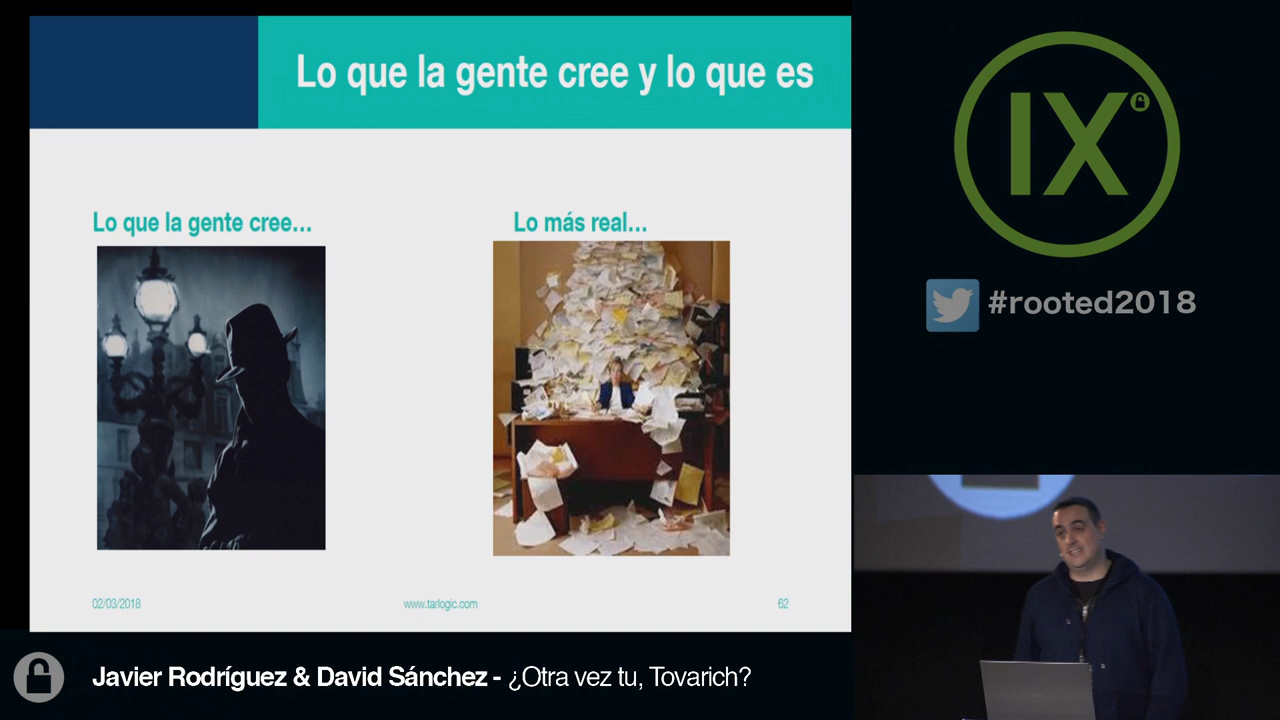 Lo que la gente cree y lo que es
Lo que la gente cree...
Lo más real...
02/03/2018
www.tarlogic.com
62
IX
#rooted2018
Javier Rodríguez & David Sánchez - ¿Otra vez tu, Tovarich?